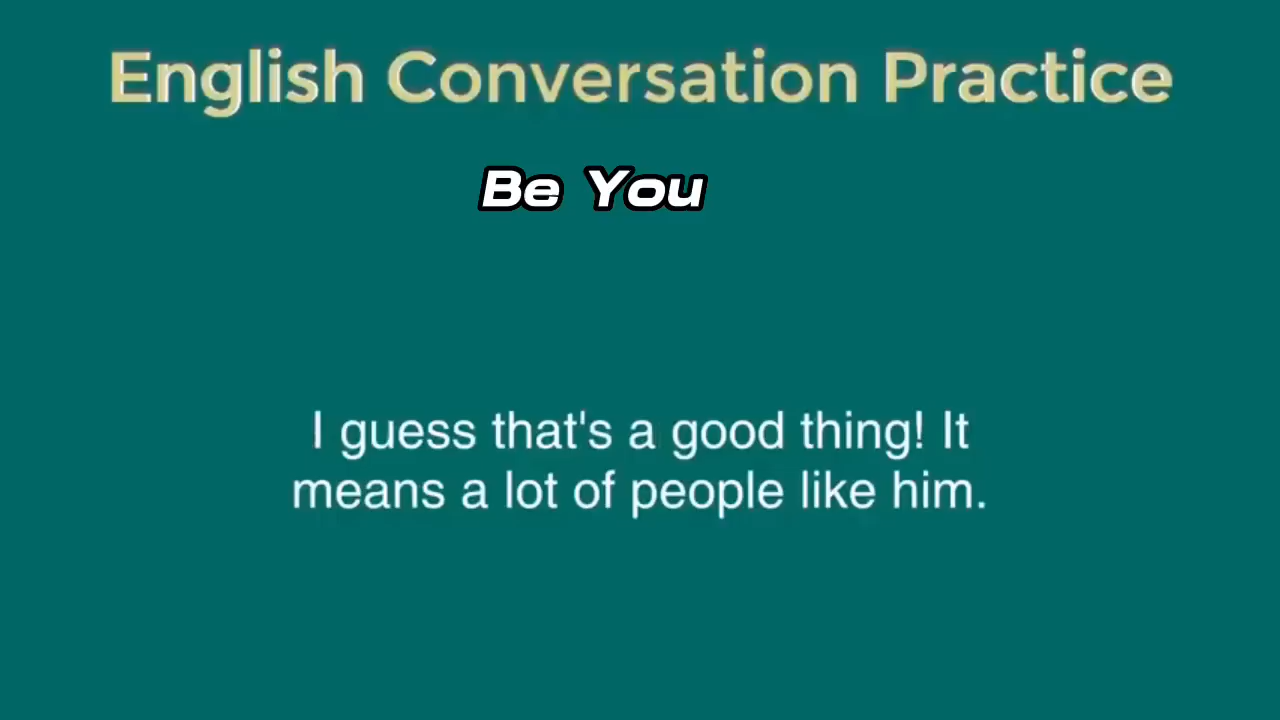 English Conversation Practice
Be You
I guess that's a good thing! It
means a lot of people like him.